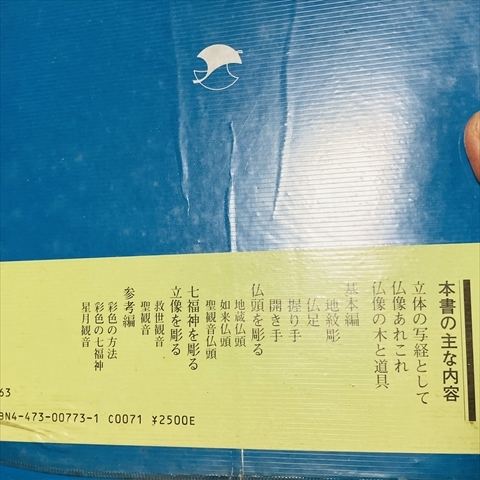 本書の主な内容
立体の写経として
仏像あれこれ
仏像の木と道具
基本編
地紋彫
仏足
握り手
開き手
仏頭を彫る
地蔵仏頭
如来仏頭
聖観音仏頭
七福神を彫る
立像を彫る
救世観音
聖観音
参考編
彩色の方法
彩色の七福神
星月観音
63
BN4-473-00773-1 C0071 ¥2500E